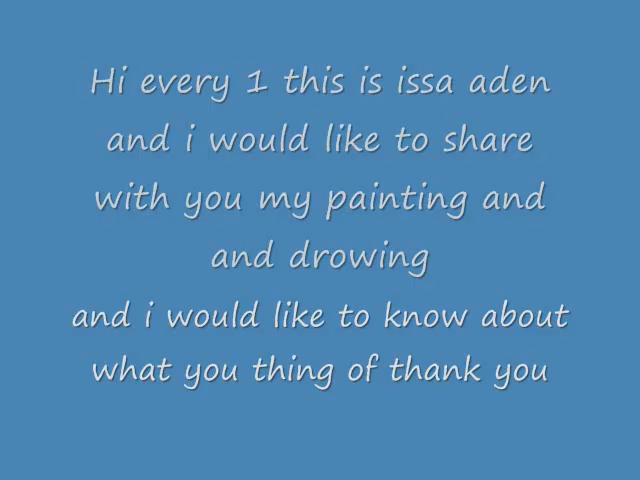 Hi every 1 this is issa aden
and i would like to share
with you my painting and
and drowing
and i would like to know about
what you thing of thank you